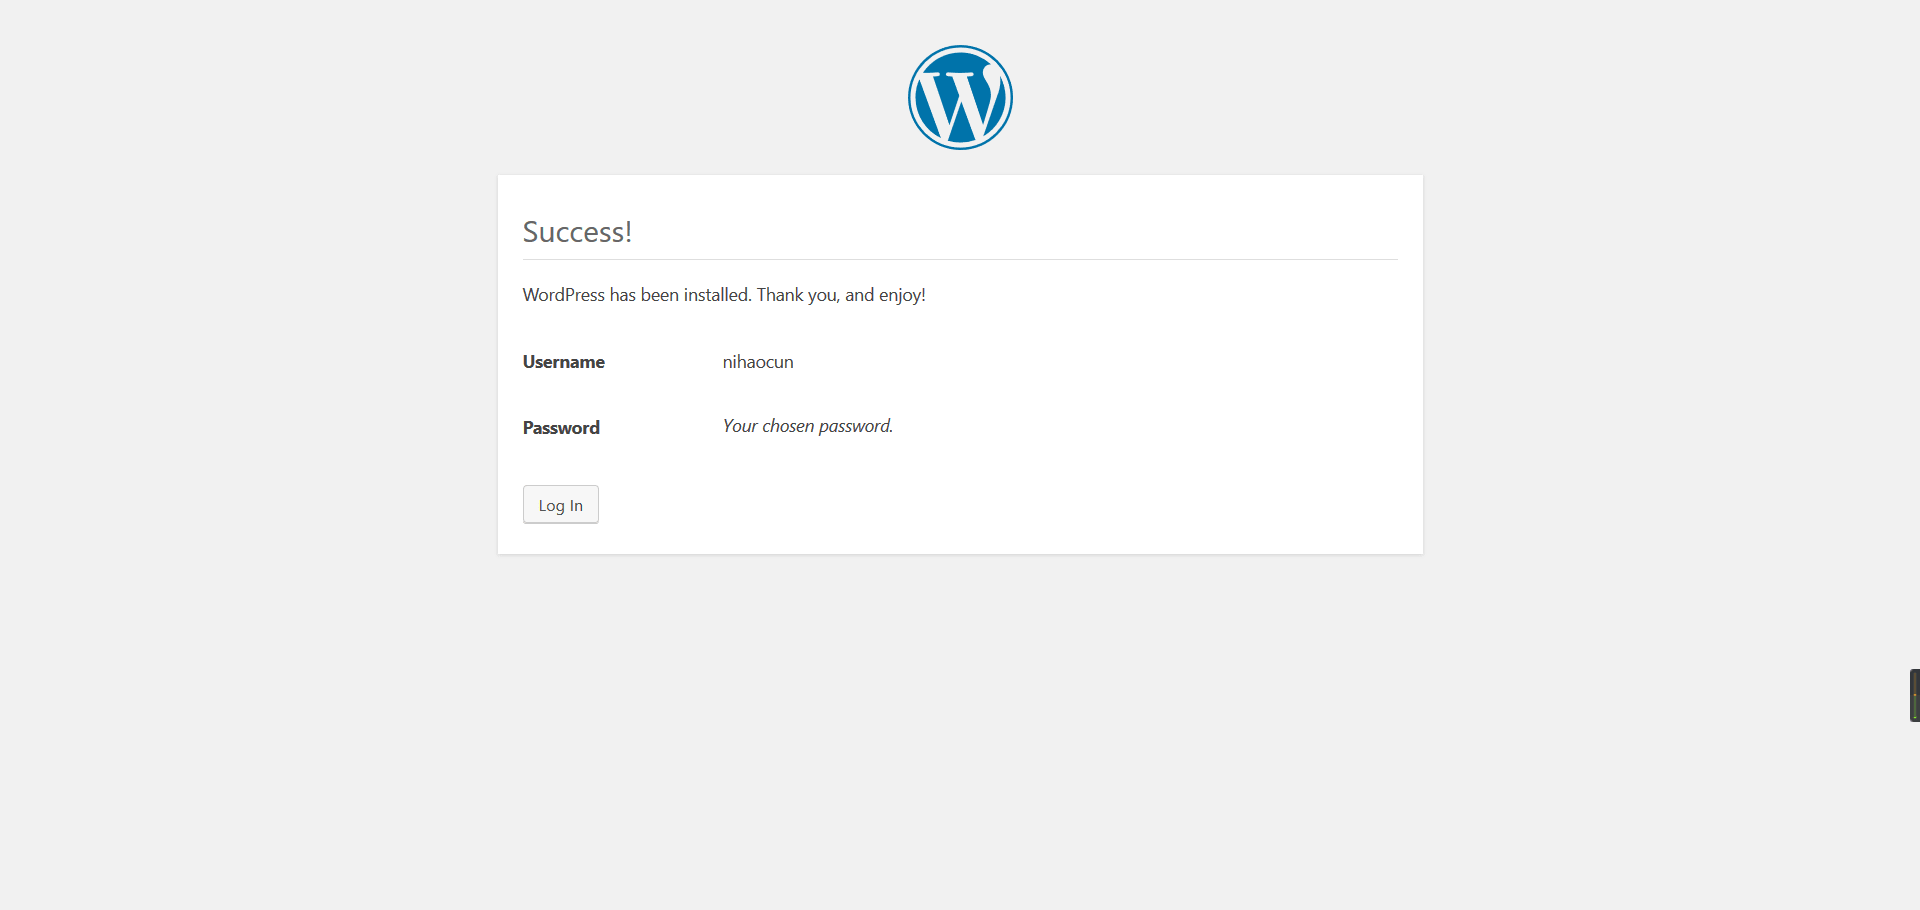 Success!
WordPress has been installed. Thank you, and enjoy!
Username nihaocun
Password Your chosen password.
Log In